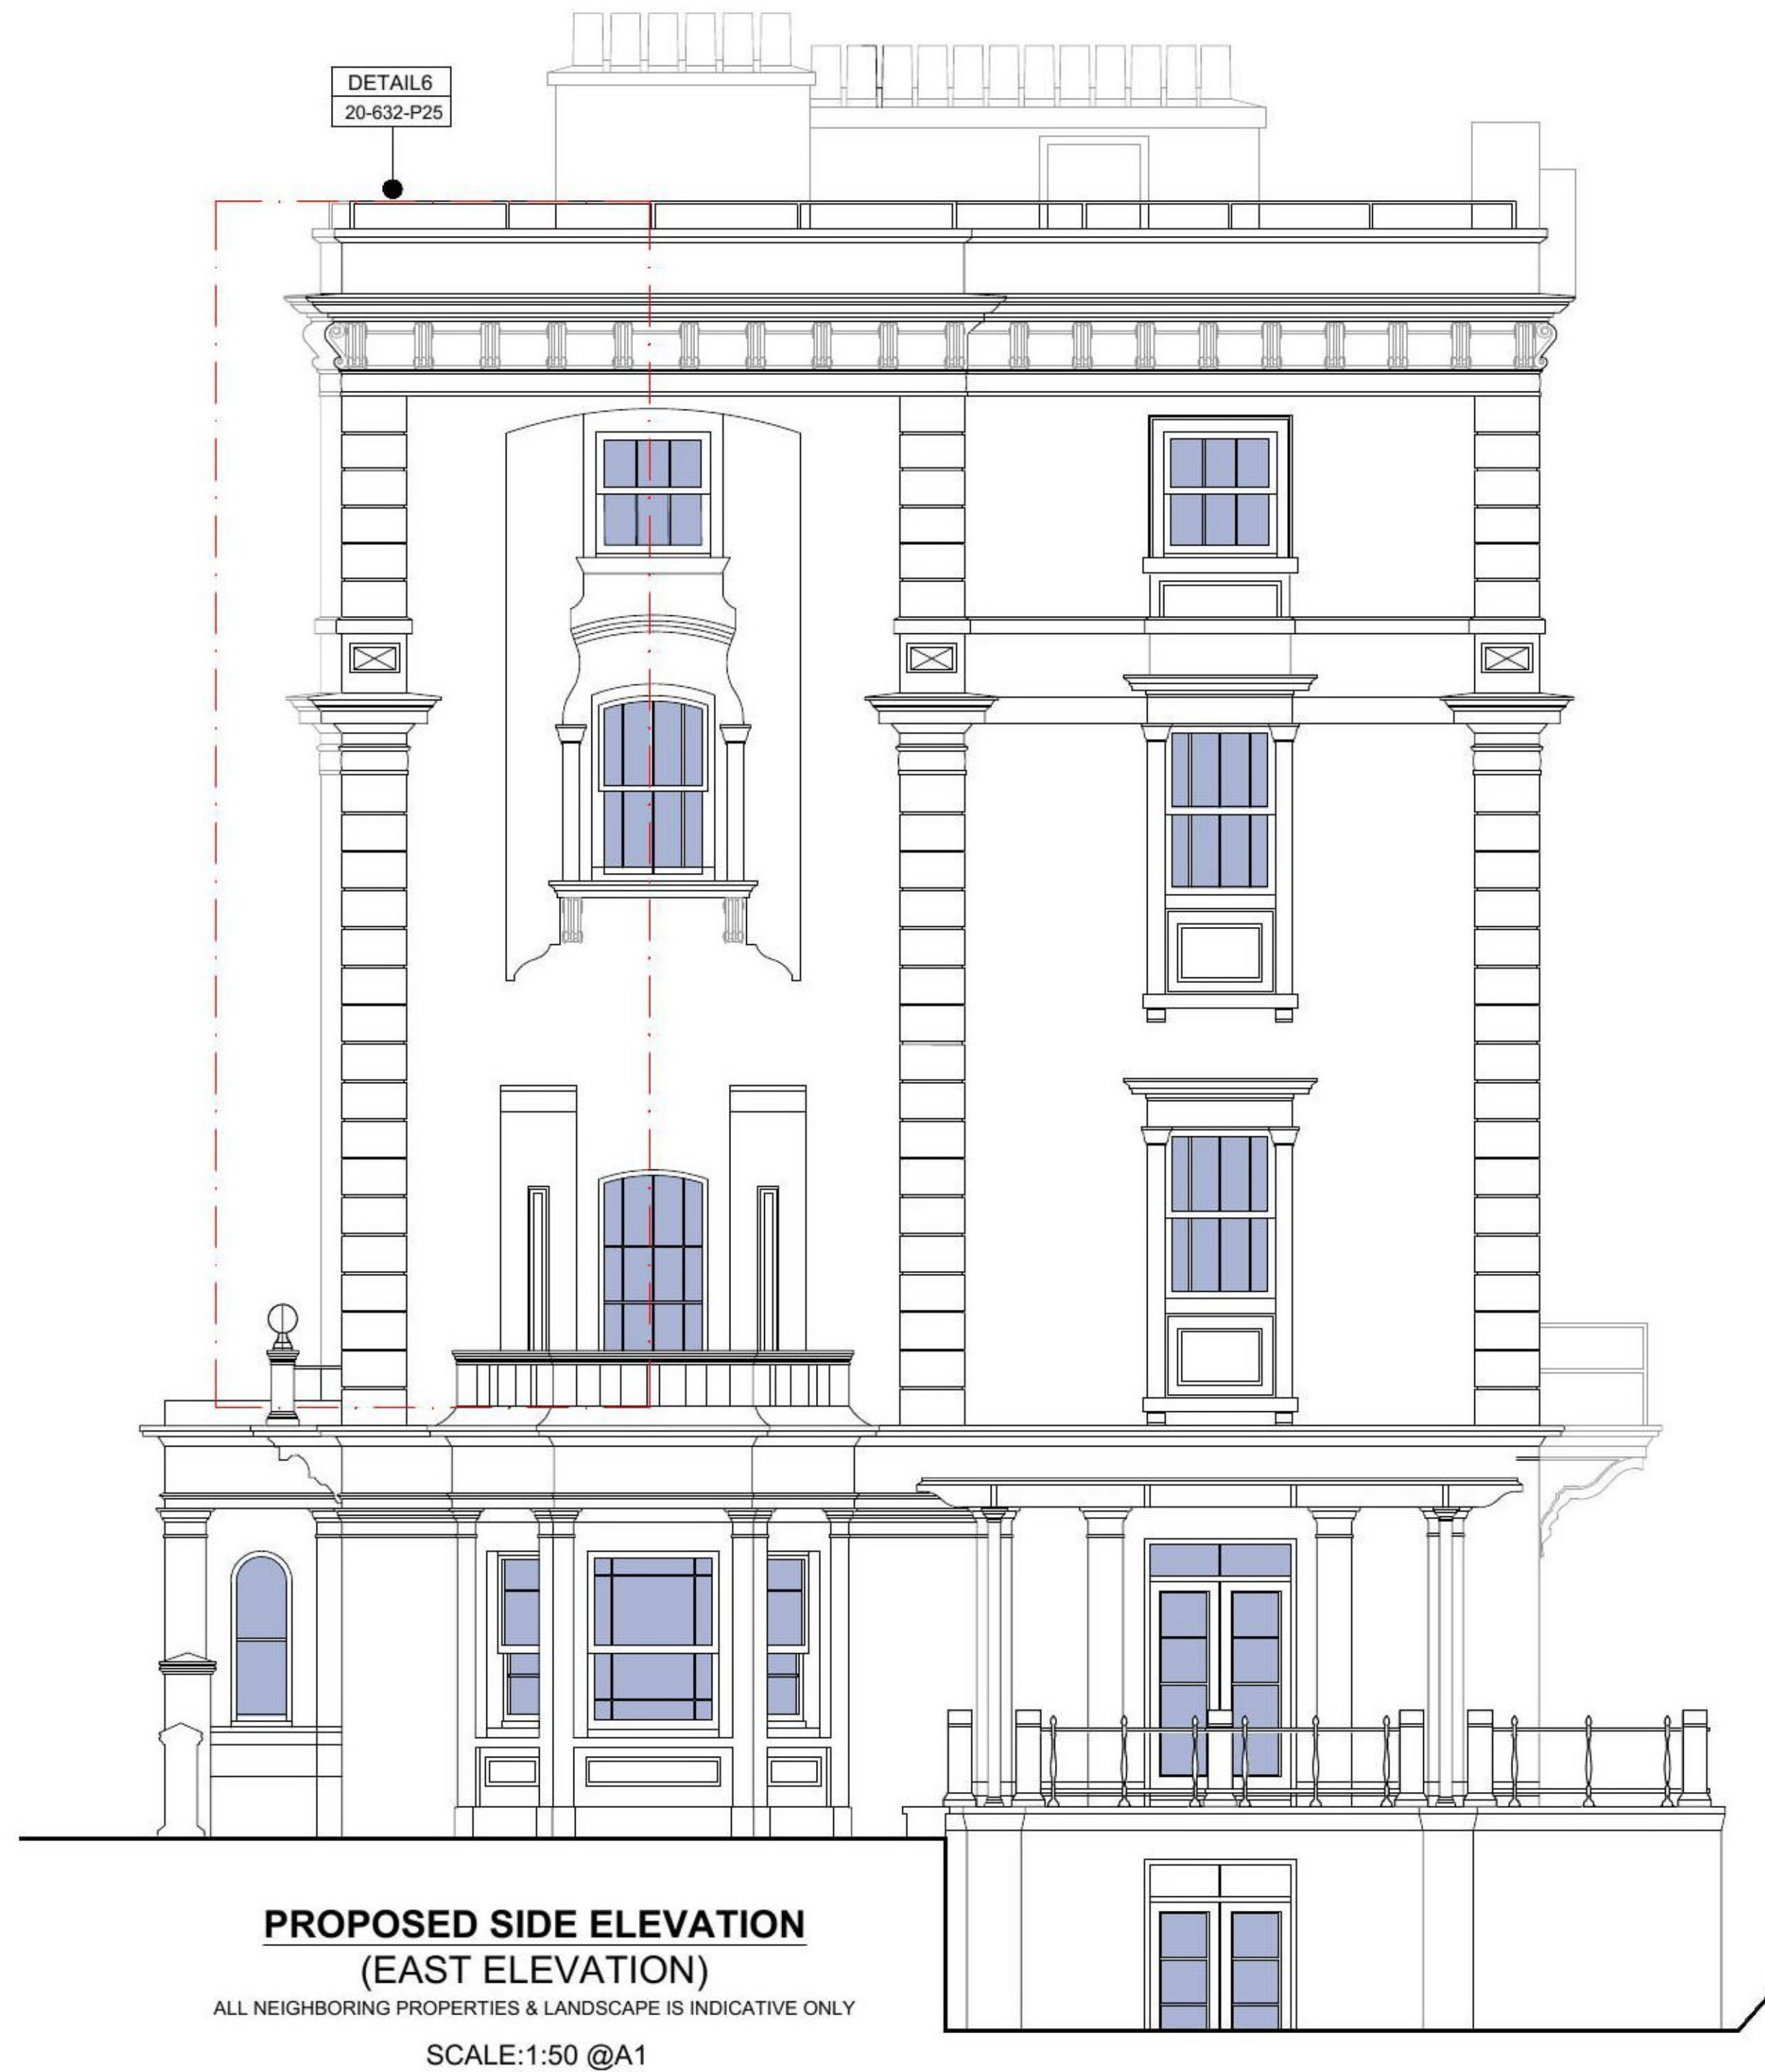 DETAIL6
20-632-P25
PROPOSED SIDE ELEVATION
(EAST ELEVATION)
ALL NEIGHBORING PROPERTIES & LANDSCAPE IS INDICATIVE ONLY
SCALE:1:50 @A1